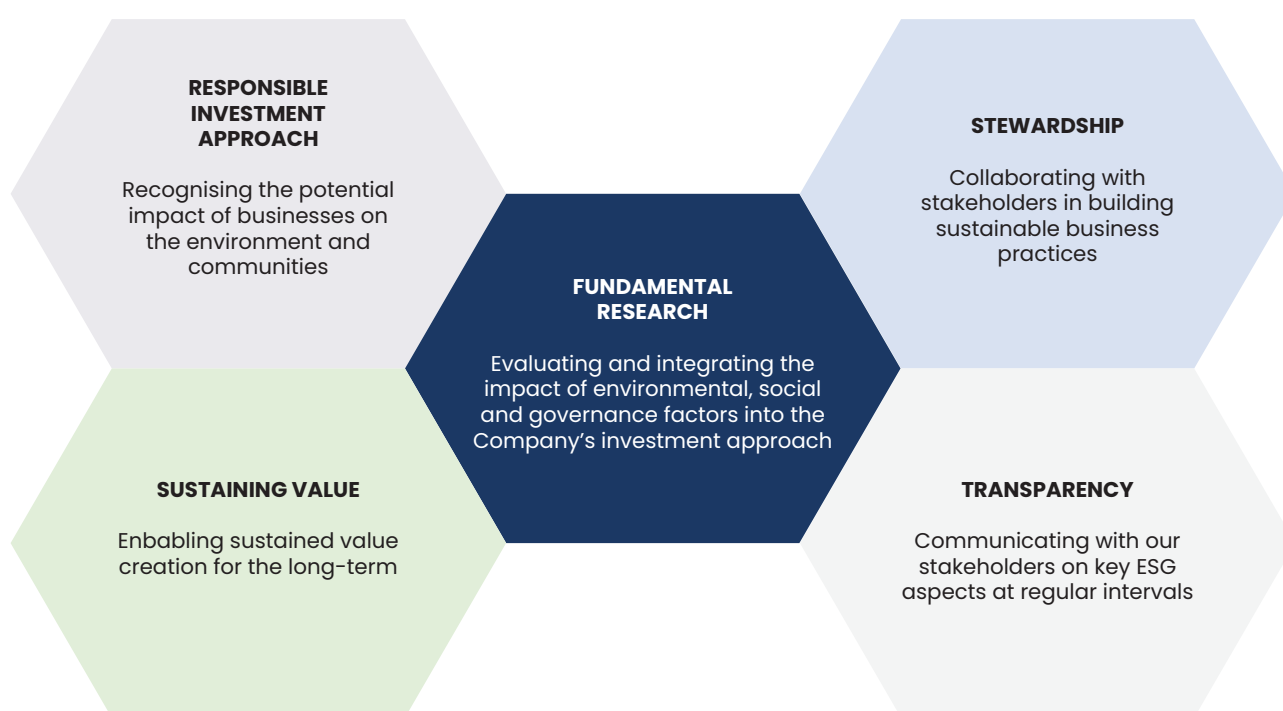 RESPONSIBLE
INVESTMENT
APPROACH
Recognising the potential
impact of businesses on
the environment and
communities
STEWARDSHIP
Collaborating with
stakeholders in building
sustainable business
practices
FUNDAMENTAL
RESEARCH
Evaluating and integrating the
impact of environmental, social
and governance factors into the
Company’s investment approach
SUSTAINING VALUE
Enbabling sustained value
creation for the long-term
TRANSPARENCY
Communicating with our
stakeholders on key ESG
aspects at regular intervals